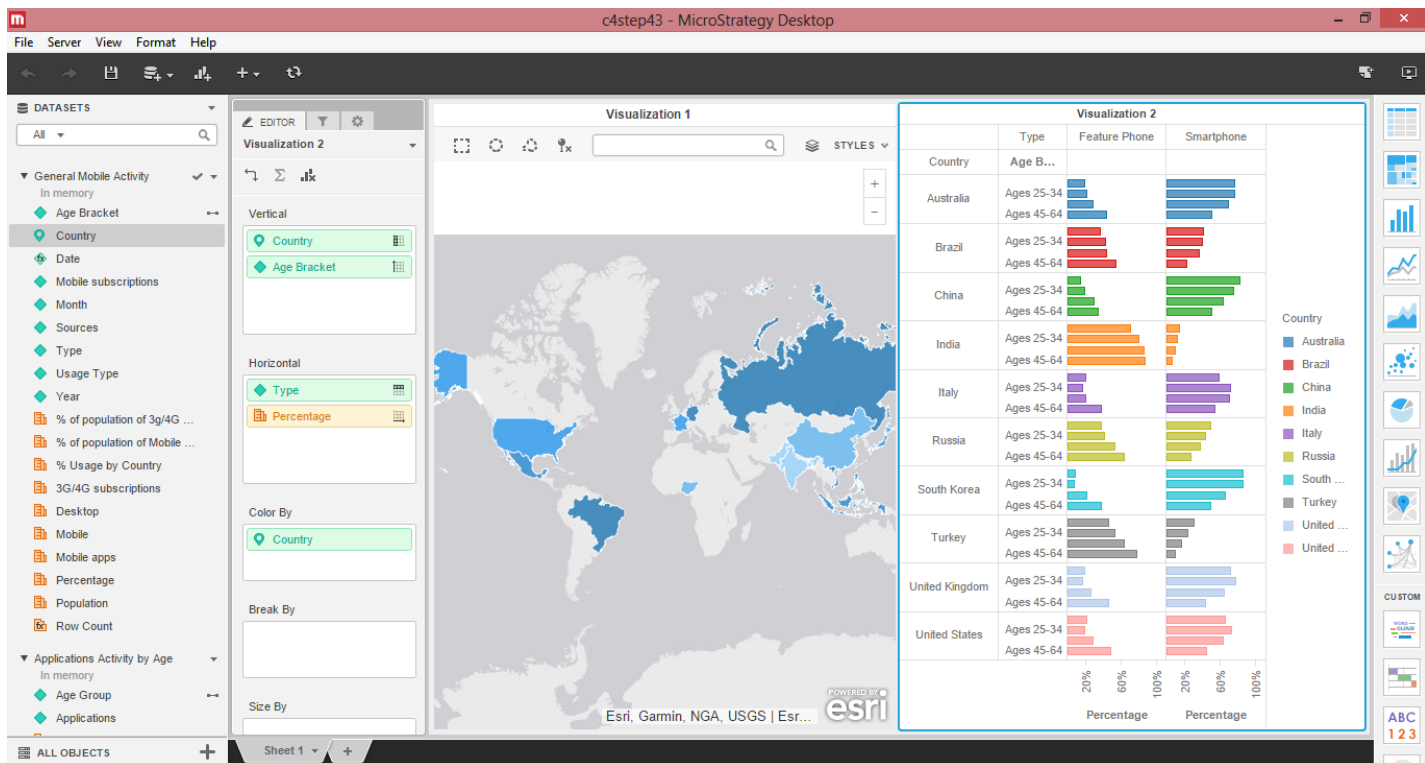 m
c4step43 - MicroStrategy Desktop
File Server View Format Help
DATASETS
All
General Mobile Activity
In memory
Age Bracket
Country
Date
Mobile subscriptions
Month
Sources
Type
Usage Type
Year
% of population of 3g/4G ...
% of population of Mobile ...
% Usage by Country
3G/4G subscriptions
Desktop
Mobile
Mobile apps
Percentage
Population
fx Row Count
Applications Activity by Age
In memory
Age Group
Applications
ALL OBJECTS
EDITOR
Visualization 2
Vertical
Country
Age Bracket
Horizontal
Type
Percentage
Color By
Country
Break By
Size By
Visualization 1
STYLES
+
-
POWERED BY
esri
Esri, Garmin, NGA, USGS | Esr...
Visualization 2
Type Feature Phone Smartphone
Country Age B...
Australia Ages 25-34
Ages 45-64
Brazil Ages 25-34
Ages 45-64
China Ages 25-34
Ages 45-64
India Ages 25-34
Ages 45-64
Italy Ages 25-34
Ages 45-64
Russia Ages 25-34
Ages 45-64
South Korea Ages 25-34
Ages 45-64
Turkey Ages 25-34
Ages 45-64
United Kingdom Ages 25-34
Ages 45-64
United States Ages 25-34
Ages 45-64
20% 60% 100% 20% 60% 100%
Percentage Percentage
Country
Australia
Brazil
China
India
Italy
Russia
South ...
Turkey
United ...
United ...
CUSTOM
WORD
CLOUD
ABC
123
Sheet 1 +